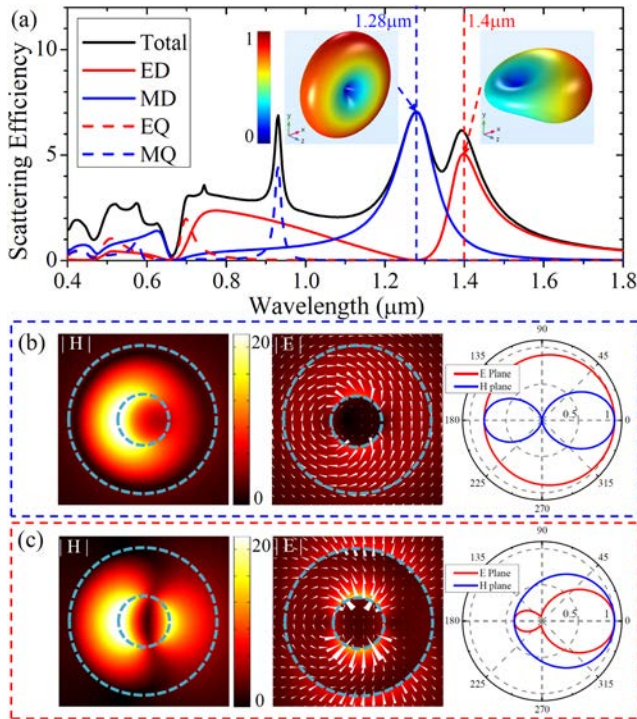 (a)
1.28μm
1.4μm
Scattering Efficiency
10
5
0
Total
ED
MD
EQ
MQ
1
0
y
x
z
y
x
z
0.4
0.6
0.8
1.0
1.2
1.4
1.6
1.8
Wavelength (μm)
(b)
|H|
20
0
|E|
E Plane
H plane
90
135
45
180
0.5
1
0
225
315
270
(c)
|H|
20
0
|E|
E Plane
H plane
90
135
45
180
0.5
1
0
225
315
270